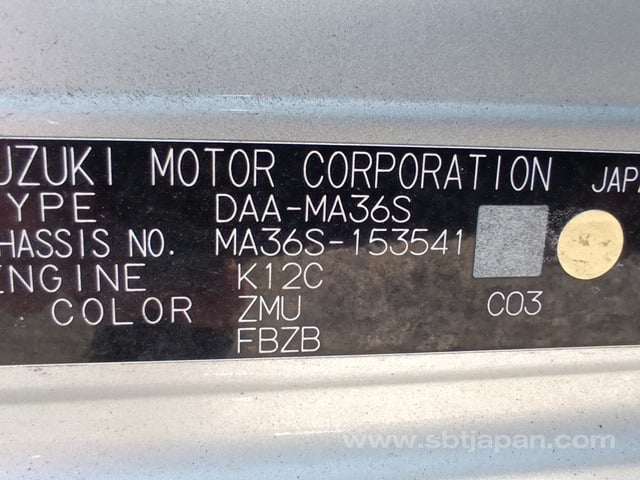 UZUKI MOTOR CORPORATION JAP
YPE DAA-MA36S
HASSIS NO. MA36S-153541
ENGINE K12C
COLOR ZMU C03
FBZB
www.sbtjapan.com